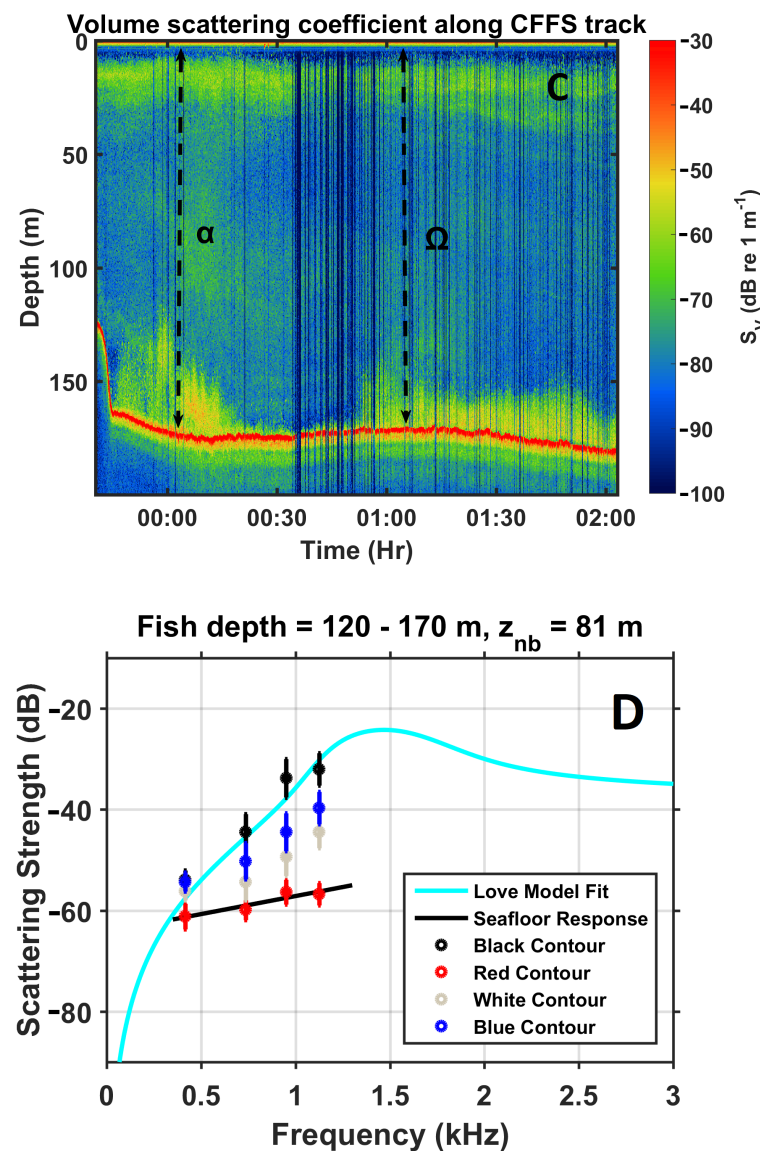 Volume scattering coefficient along CFFS track
0
50
100
150
Depth (m)
C
α
Ω
00:00
00:30
01:00
01:30
02:00
Time (Hr)
−30
−40
−50
−60
−70
−80
−90
−100
Sv (dB re 1 m-1)
Fish depth = 120 - 170 m, znb = 81 m
D
−20
−40
−60
−80
Scattering Strength (dB)
Love Model Fit
Seafloor Response
Black Contour
Red Contour
White Contour
Blue Contour
0
0.5
1
1.5
2
2.5
3
Frequency (kHz)